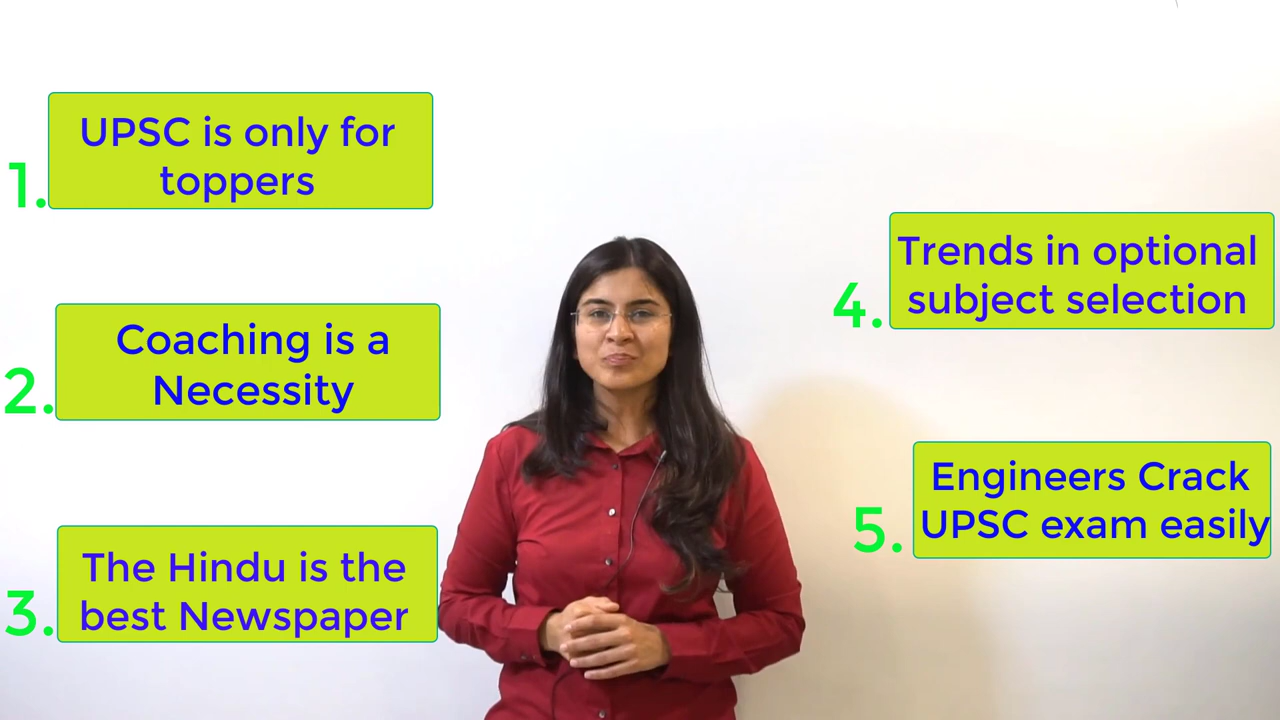 1.
UPSC is only for
toppers
2.
Coaching is a
Necessity
3.
The Hindu is the
best Newspaper
4.
Trends in optional
subject selection
5.
Engineers Crack
UPSC exam easily